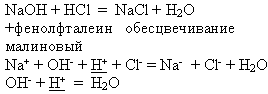 NaOH + HCl = NaCl + H₂O
+фенолфталеин обесцвечивание
малиновый
Na⁺ + OH⁻ + H⁺ + Cl⁻ = Na⁻ + Cl⁻ + H₂O
OH⁻ + H⁺ = H₂O